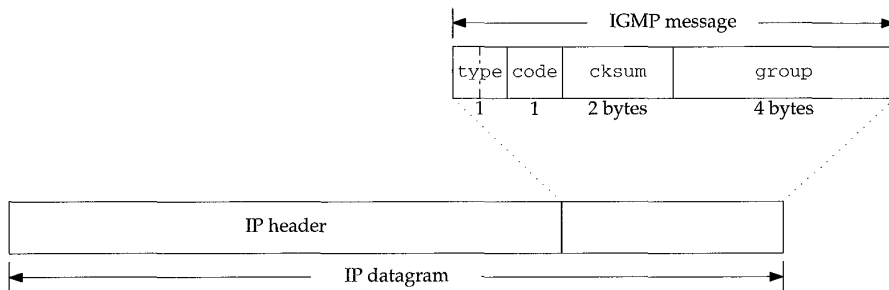 IGMP message
type code cksum group
1 1 2 bytes 4 bytes
IP header
IP datagram